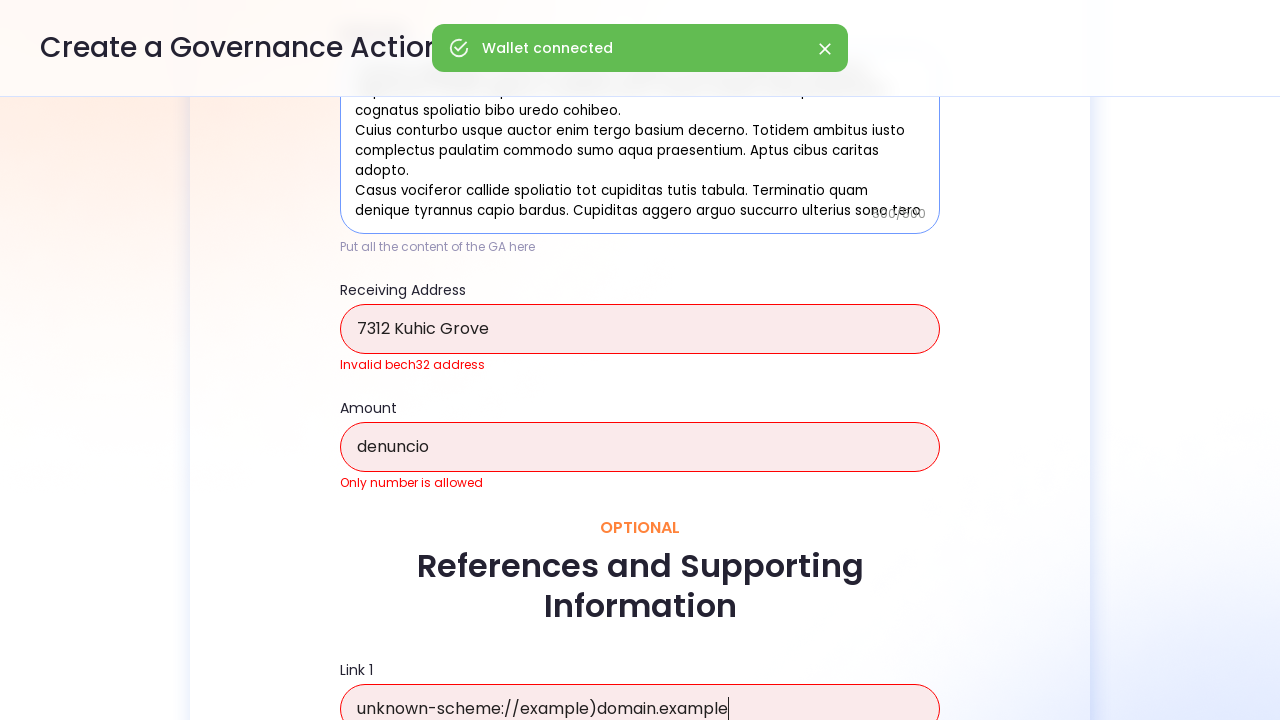 Create a Governance Action
Wallet connected
cognatus spoliatio bibo uredo cohibeo.
Cuius conturbo usque auctor enim tergo basium decerno. Totidem ambitus iusto
complectus paulatim commodo sumo aqua praesentium. Aptus cibus caritas
adopto.
Casus vociferor callide spoliatio tot cupiditas tutis tabula. Terminatio quam
denique tyrannus capio bardus. Cupiditas aggero arguo succurro ulterius sono
Put all the content of the GA here
Receiving Address
7312 Kuhic Grove
Invalid bech32 address
Amount
denuncio
Only number is allowed
OPTIONAL
References and Supporting
Information
Link 1
unknown-scheme://example)domain.example